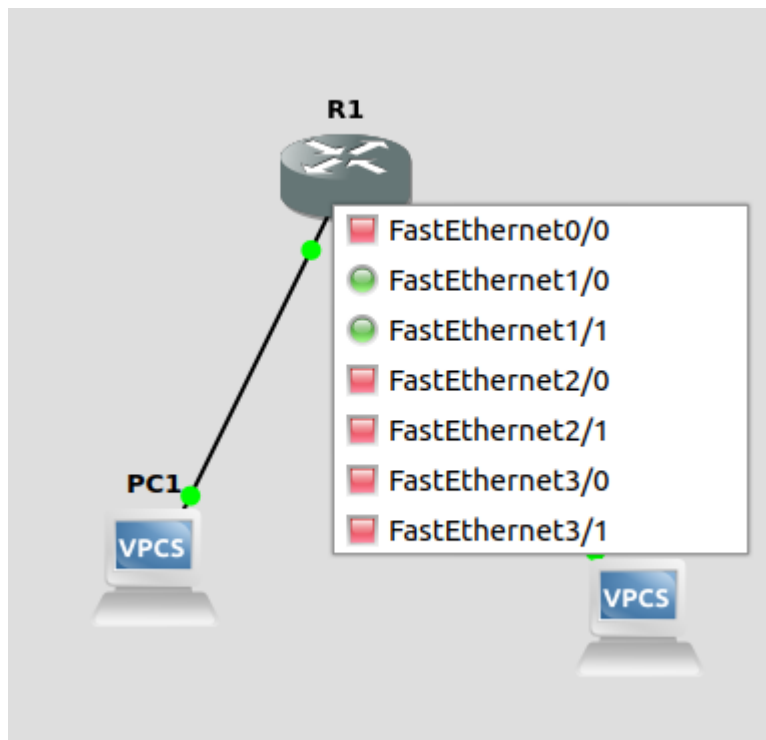 R1
FastEthernet0/0
FastEthernet1/0
FastEthernet1/1
FastEthernet2/0
FastEthernet2/1
FastEthernet3/0
FastEthernet3/1
PC1
VPCS
VPCS